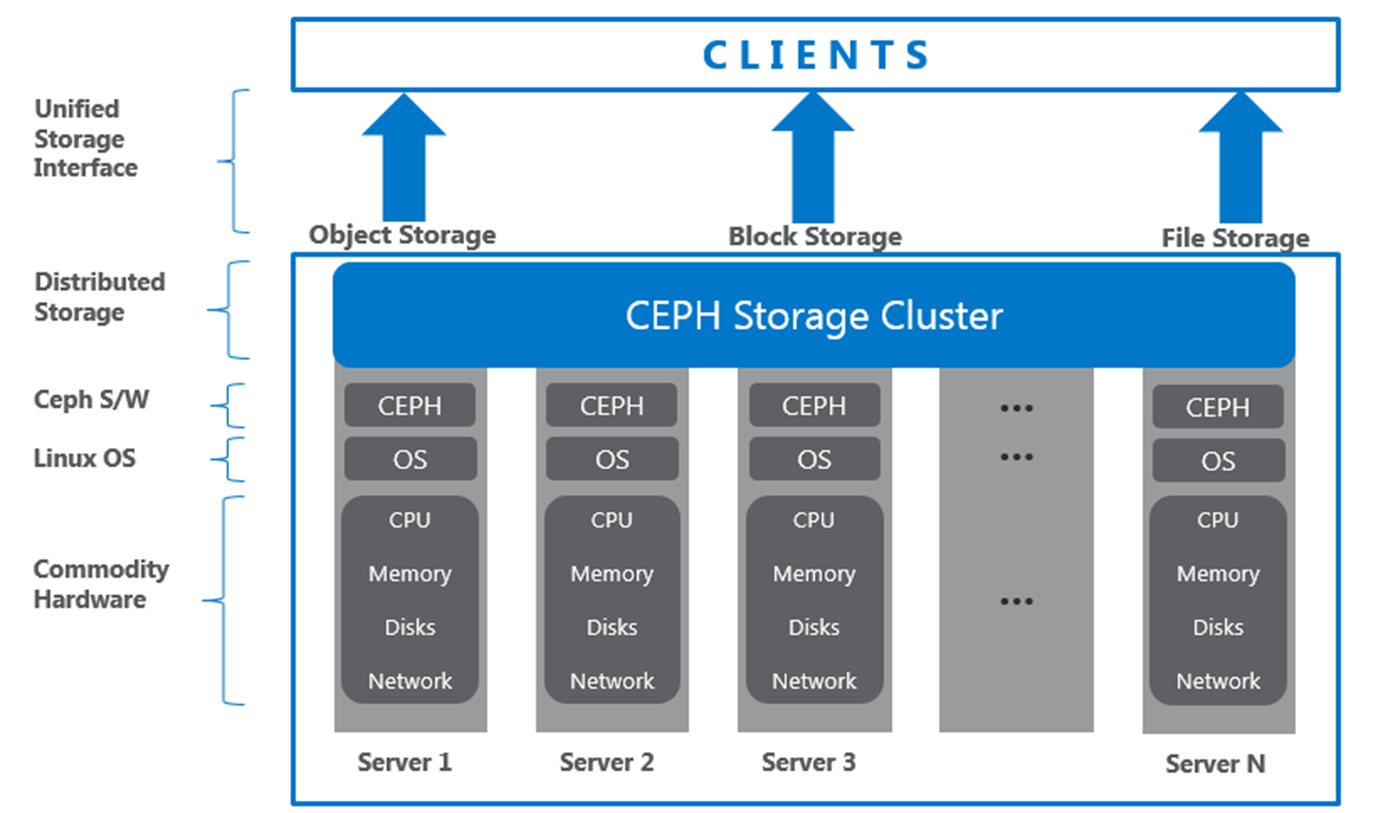 CLIENTS
Unified
Storage
Interface
Object Storage
Block Storage
File Storage
Distributed
Storage
CEPH Storage Cluster
Ceph S/W
CEPH
CEPH
CEPH
...
CEPH
Linux OS
OS
OS
OS
...
OS
Commodity
Hardware
CPU
Memory
Disks
Network
CPU
Memory
Disks
Network
CPU
Memory
Disks
Network
...
CPU
Memory
Disks
Network
Server 1
Server 2
Server 3
Server N